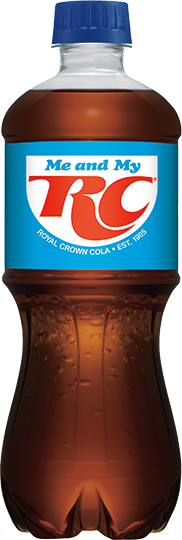 Me and My
RC
ROYAL CROWN COLA • EST. 1905